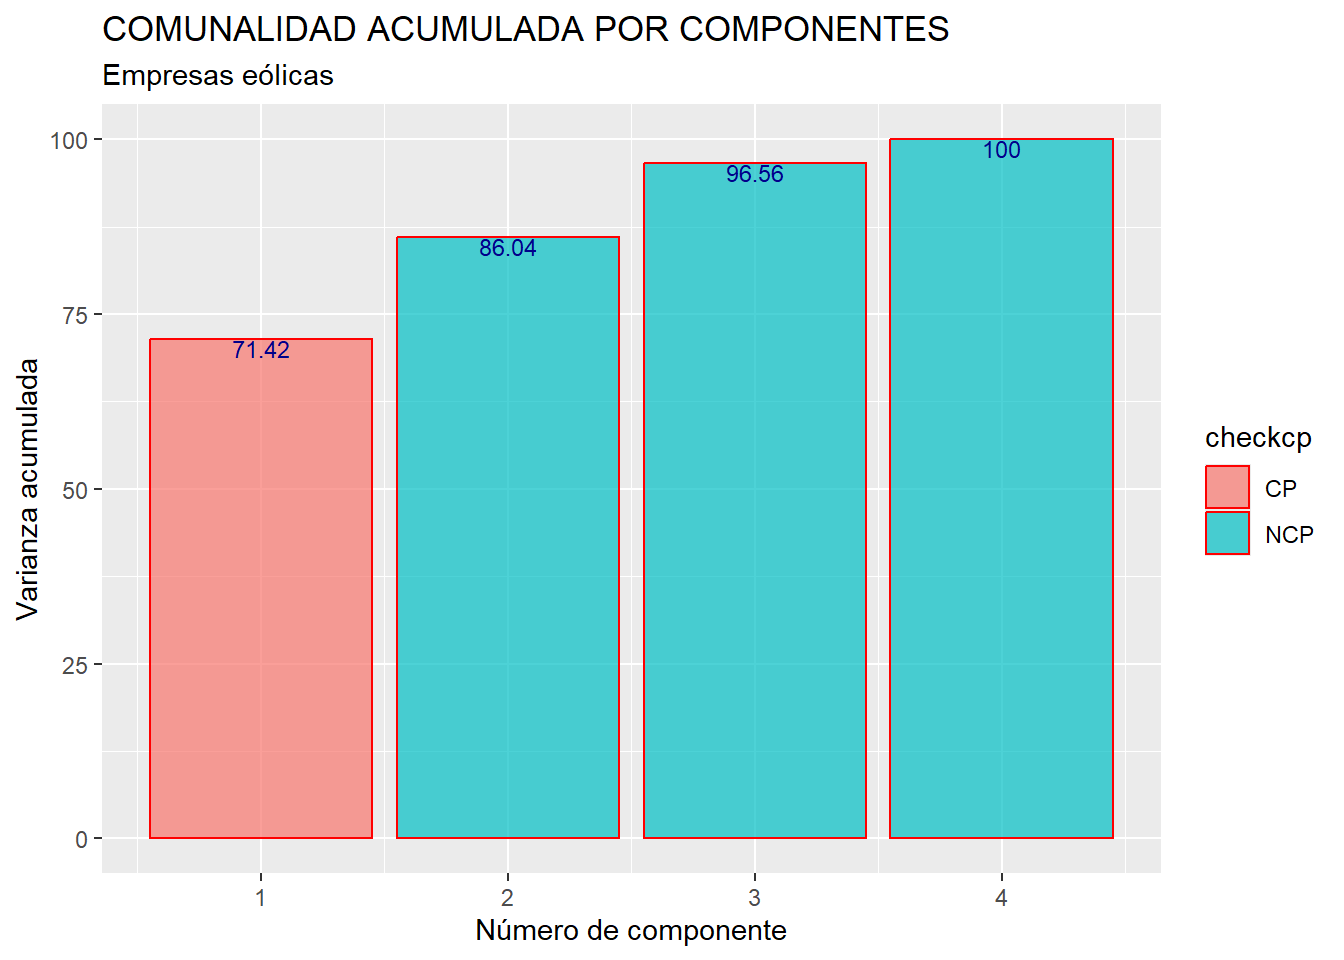 COMUNALIDAD ACUMULADA POR COMPONENTES
Empresas eólicas
Varianza acumulada
100
75
50
25
0
71.42
86.04
96.56
100
1
2
3
4
Número de componente
checkcp
CP
NCP